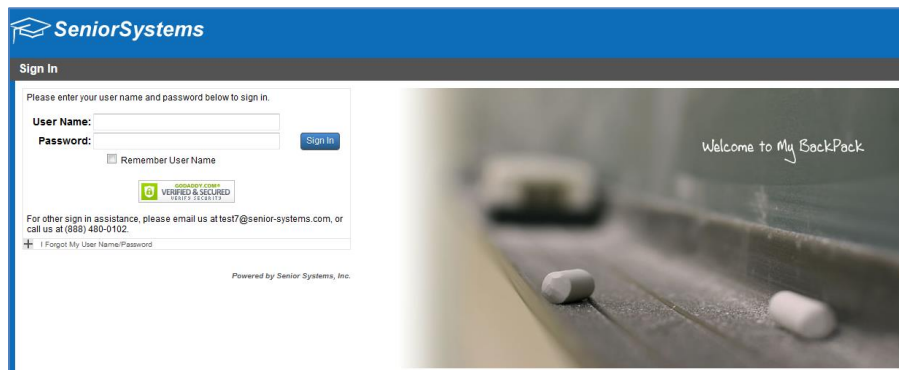 SeniorSystems
Sign In
Please enter your user name and password below to sign in.
User Name:
Password:
Sign In
Remember User Name
GODADDY.COM®
VERIFIED & SECURED
VERIFY SECURITY
For other sign in assistance, please email us at test7@senior-systems.com, or
call us at (888) 480-0102.
I Forgot My User Name/Password
Powered by Senior Systems, Inc.
Welcome to My BackPack